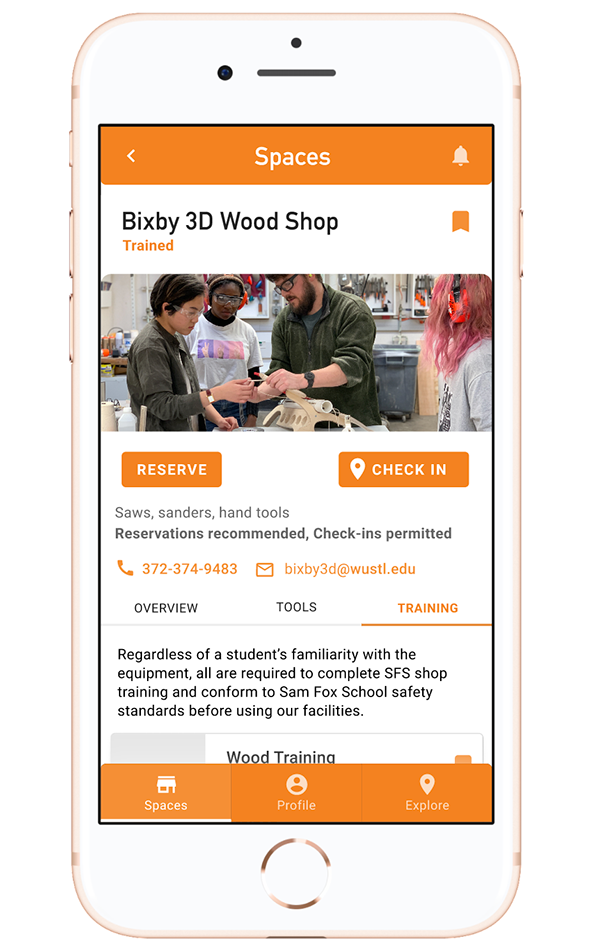 Spaces
Bixby 3D Wood Shop
Trained
RESERVE
CHECK IN
Saws, sanders, hand tools
Reservations recommended, Check-ins permitted
372-374-9483 bixby3d@wustl.edu
OVERVIEW TOOLS TRAINING
Regardless of a student’s familiarity with the
equipment, all are required to complete SFS shop
training and conform to Sam Fox School safety
standards before using our facilities.
Wood Training
Spaces Profile Explore